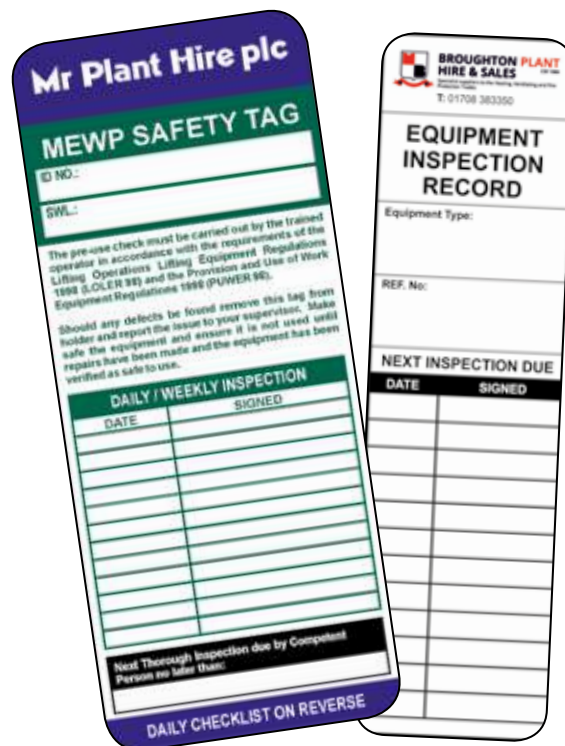 Mr Plant Hire plc
MEWP SAFETY TAG
ID NO.:
SWL.:
The pre-use check must be carried out by the trained
operator in accordance with the requirements of the
Lifting Operations Lifting Equipment Regulations
1998 (LOLER 98) and the Provision and Use of Work
Equipment Regulations 1998 (PUWER 98).
Should any defects be found remove this tag from
holder and report the issue to your supervisor. Make
safe the equipment and ensure it is not used until
repairs have been made and the equipment has been
verified as safe to use.
DAILY / WEEKLY INSPECTION
DATE SIGNED
Next Thorough Inspection due by Competent
Person no later than:
DAILY CHECKLIST ON REVERSE
BROUGHTON PLANT
HIRE & SALES
T: 01708 383350
EQUIPMENT
INSPECTION
RECORD
Equipment Type:
REF. No:
NEXT INSPECTION DUE
DATE SIGNED